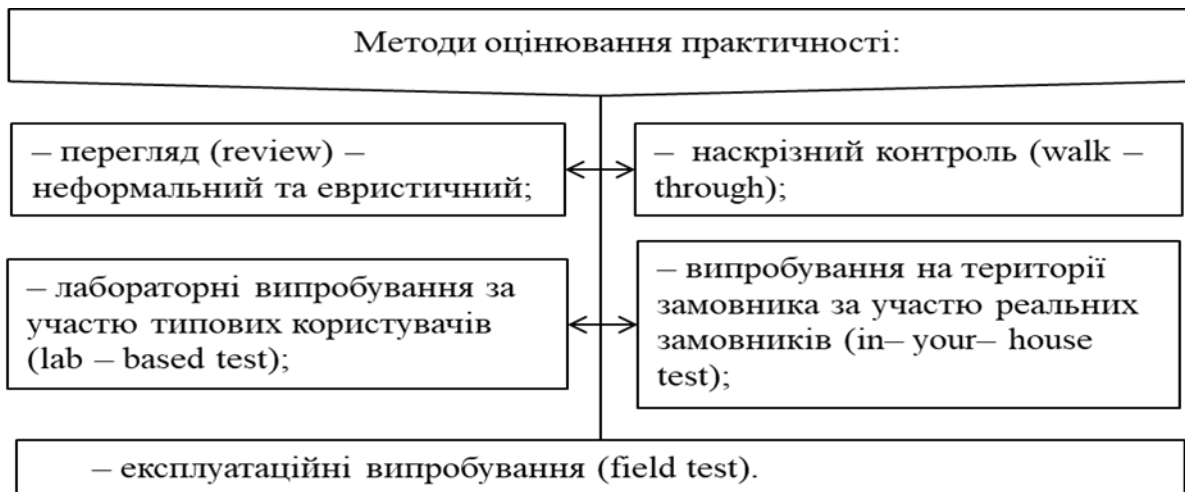 Методи оцінювання практичності:
– перегляд (review) –
неформальний та евристичний;
– наскрізний контроль (walk –
through);
– лабораторні випробування за
участю типових користувачів
(lab – based test);
– випробування на території
замовника за участю реальних
замовників (in– your– house
test);
– експлуатаційні випробування (field test).